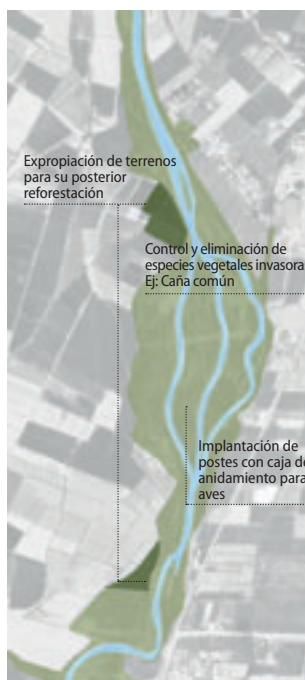 Expropiación de terrenos
para su posterior
reforestación
Control y eliminación de
especies vegetales invasora
Ej: Caña común
Implantación de
postes con caja de
anidamiento para
aves